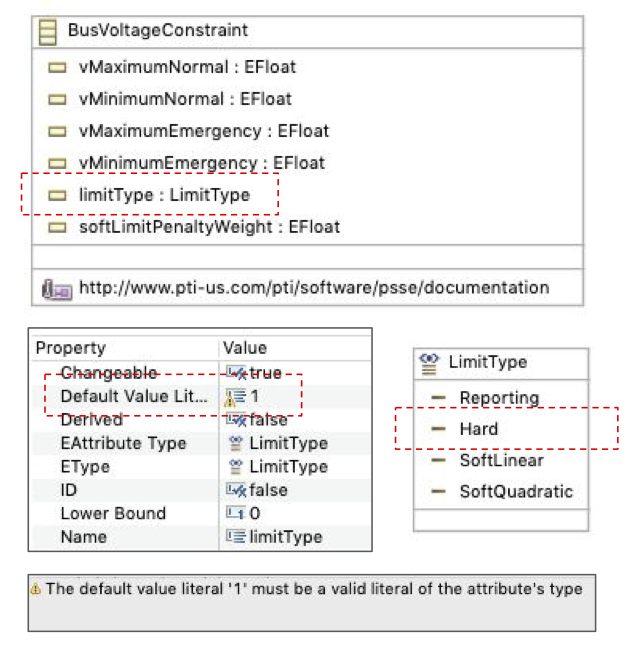 BusVoltageConstraint
vMaximumNormal : EFloat
vMinimumNormal : EFloat
vMaximumEmergency : EFloat
vMinimumEmergency : EFloat
limitType : LimitType
softLimitPenaltyWeight : EFloat
http://www.pti-us.com/pti/software/psse/documentation
Property Value
Changeable true
Default Value Lit... 1
Derived false
EAttribute Type LimitType
EType LimitType
ID false
Lower Bound 0
Name limitType
LimitType
Reporting
Hard
SoftLinear
SoftQuadratic
The default value literal '1' must be a valid literal of the attribute's type